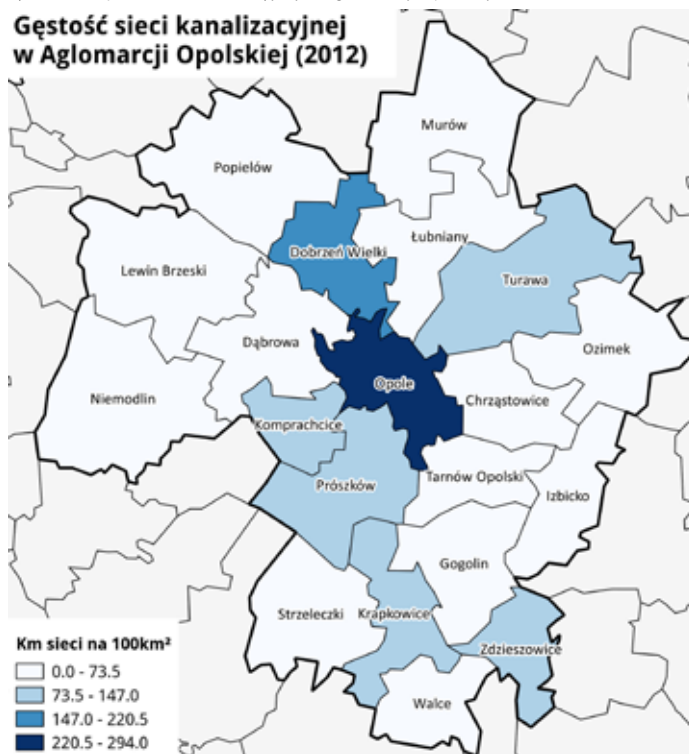 Gęstość sieci kanalizacyjnej
w Aglomarcji Opolskiej (2012)
Murów
Popielów
Łubniany
Dobrzeń Wielki
Lewin Brzeski
Turawa
Dąbrowa
Ozimek
Opole
Niemodlin
Chrząstowice
Komprachcice
Tarnów Opolski
Prószków
Izbicko
Gogolin
Strzeleczki
Krapkowice
Zdzieszowice
Walce
Km sieci na 100km²
0.0 - 73.5
73.5 - 147.0
147.0 - 220.5
220.5 - 294.0